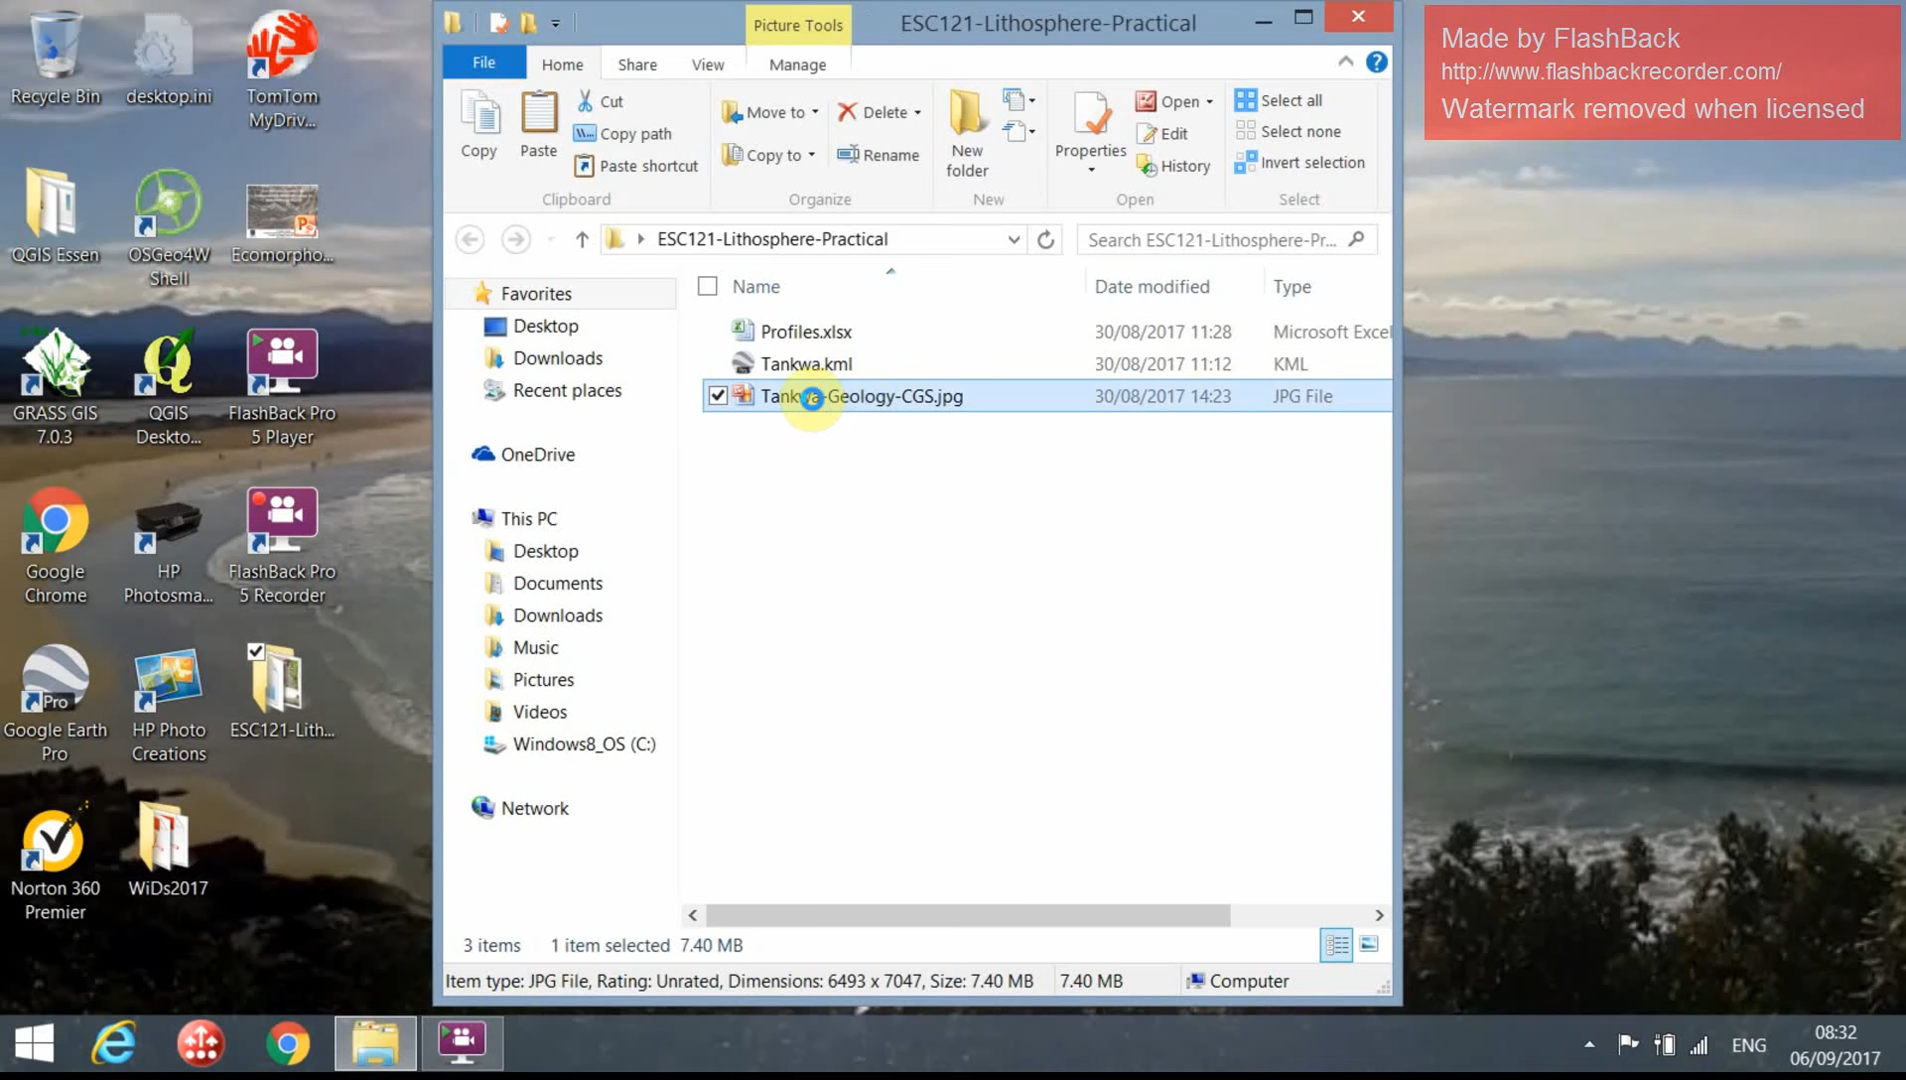 Recycle Bin
desktop.ini
TomTom
MyDriv...
QGIS Essen
OSGeo4W
Shell
Ecomorpho...
GRASS GIS
7.0.3
QGIS
Deskto...
FlashBack Pro
5 Player
Google
Chrome
HP
Photosma...
FlashBack Pro
5 Recorder
Pro
Google Earth
Pro
HP Photo
Creations
ESC121-Lith...
Norton 360
Premier
WiDs2017
Picture Tools
ESC121-Lithosphere-Practical
File
Home
Share
View
Manage
Copy
Paste
Cut
Copy path
Paste shortcut
Clipboard
Move to
Copy to
Delete
Rename
Organize
New
folder
New
Properties
Open
Edit
History
Open
Select all
Select none
Invert selection
Select
ESC121-Lithosphere-Practical
Search ESC121-Lithosphere-Pr...
Favorites
Desktop
Downloads
Recent places
OneDrive
This PC
Desktop
Documents
Downloads
Music
Pictures
Videos
Windows8_OS (C:)
Network
Name Date modified Type
Profiles.xlsx 30/08/2017 11:28 Microsoft Excel
Tankwa.kml 30/08/2017 11:12 KML
Tankwa-Geology-CGS.jpg 30/08/2017 14:23 JPG File
3 items 1 item selected 7.40 MB
Item type: JPG File, Rating: Unrated, Dimensions: 6493 x 7047, Size: 7.40 MB 7.40 MB Computer
Made by FlashBack
http://www.flashbackrecorder.com/
Watermark removed when licensed
ENG
08:32
06/09/2017